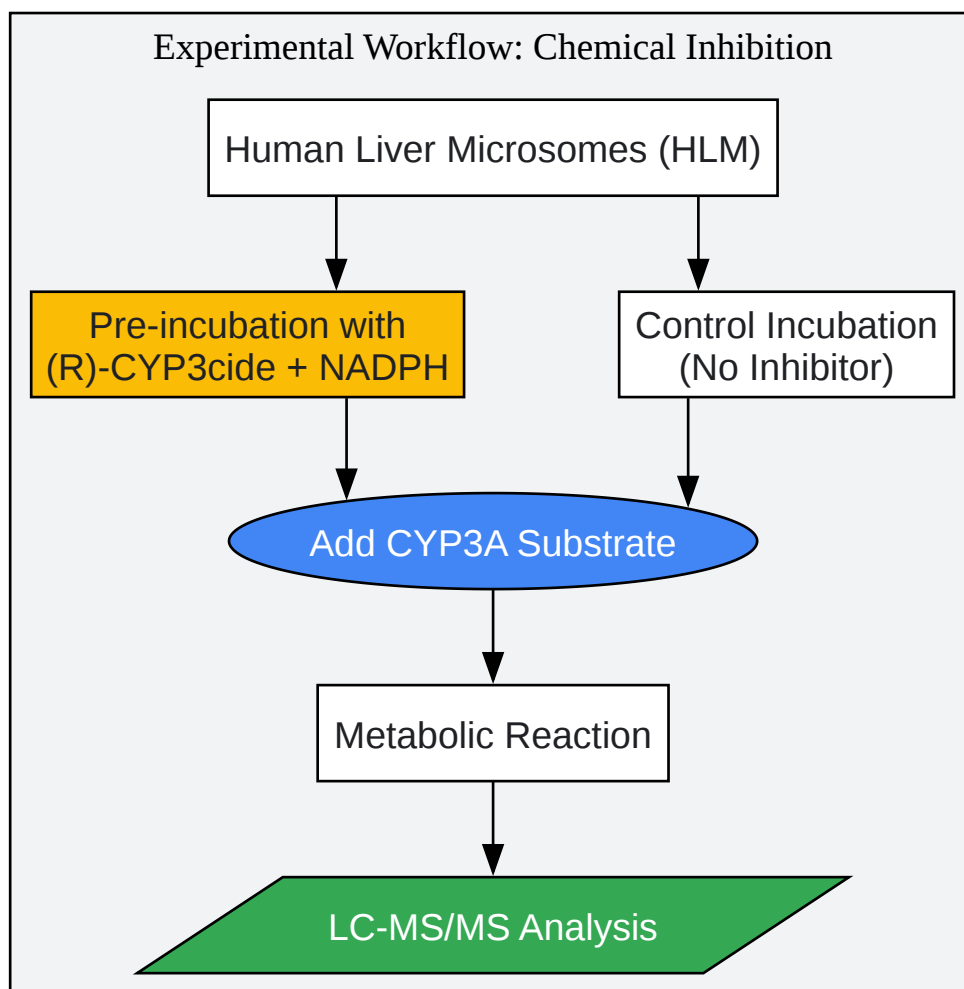 Experimental Workflow: Chemical Inhibition
Human Liver Microsomes (HLM)
Pre-incubation with
(R)-CYP3cide + NADPH
Control Incubation
(No Inhibitor)
Add CYP3A Substrate
Metabolic Reaction
LC-MS/MS Analysis